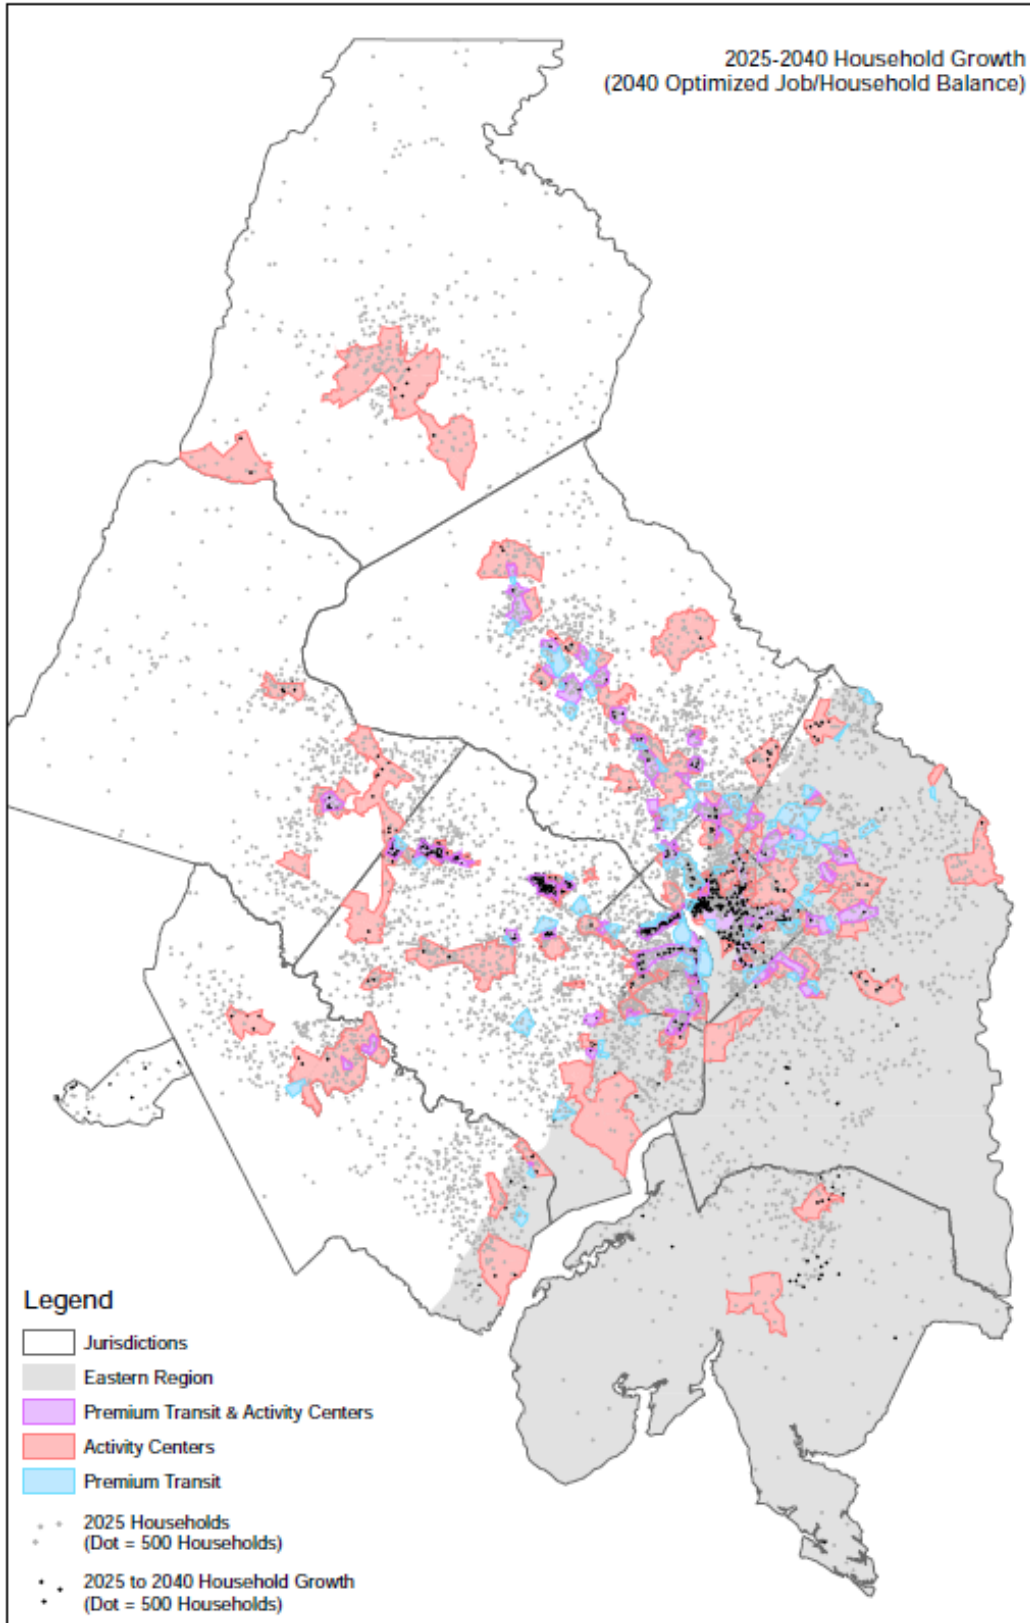 2025-2040 Household Growth
(2040 Optimized Job/Household Balance)
Legend
Jurisdictions
Eastern Region
Premium Transit & Activity Centers
Activity Centers
Premium Transit
2025 Households
(Dot = 500 Households)
2025 to 2040 Household Growth
(Dot = 500 Households)